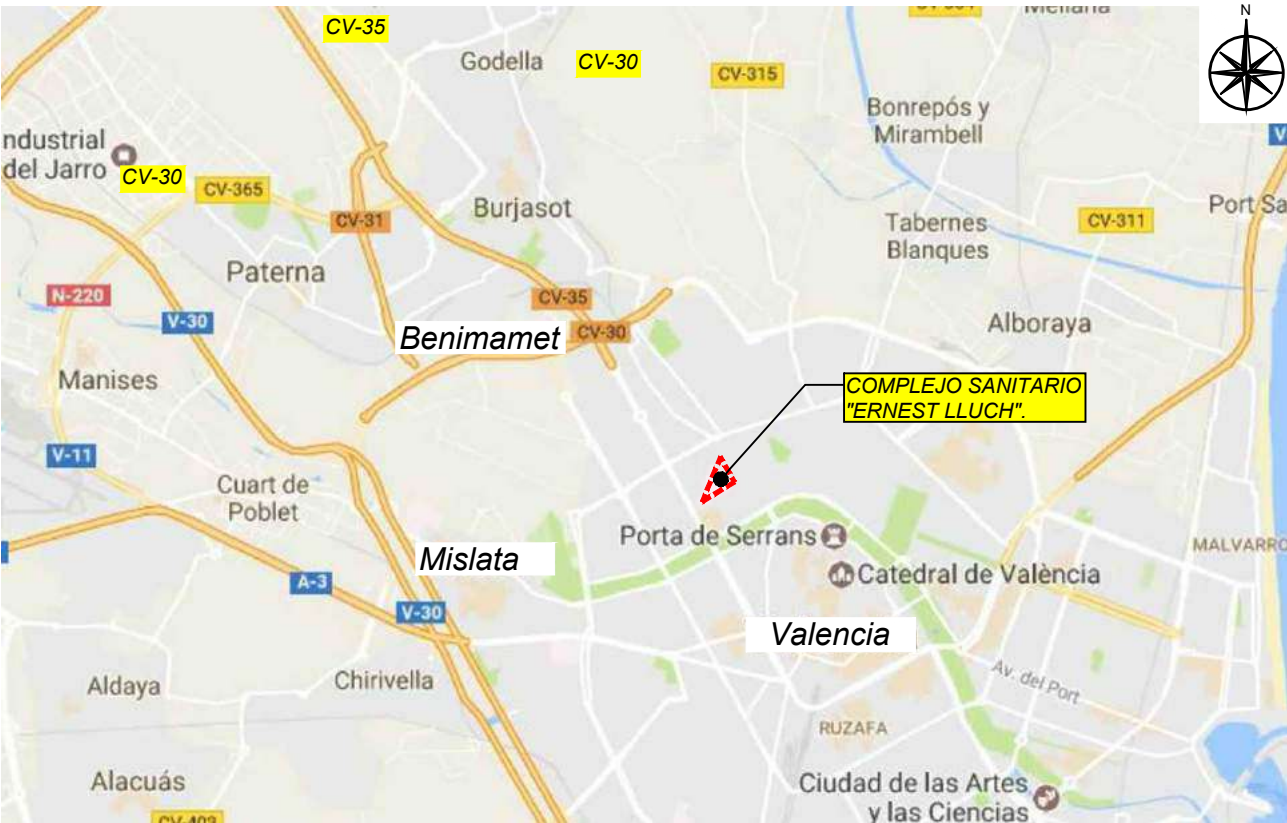 N
CV-35
Godella
CV-30
CV-315
Bonrepós y
Mirambell
V
ndustrial
del Jarro
CV-30
CV-365
CV-31
Burjasot
Tabernes
Blanques
CV-311
Port Sa
Paterna
N-220
V-30
CV-35
CV-30
Benimamet
Alboraya
Manises
COMPLEJO SANITARIO
"ERNEST LLUCH".
V-11
Cuart de
Poblet
Porta de Serrans
MALVARRO
Mislata
A-3
Catedral de València
V-30
Valencia
Aldaya
Chirivella
Av. del Port
RUZAFA
Alacuás
Ciudad de las Artes
y las Ciencias
CV-403